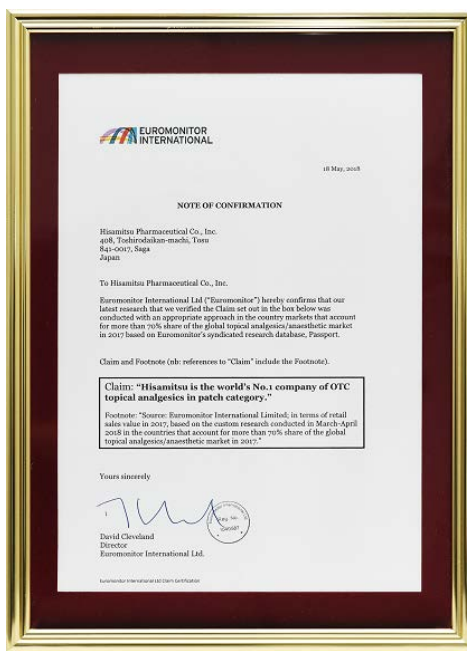 EUROMONITOR
INTERNATIONAL
18 May, 2018
NOTE OF CONFIRMATION
Hisamitsu Pharmaceutical Co., Inc.
408, Toshirodaikan-machi, Tosu
841-0017, Saga
Japan
To Hisamitsu Pharmaceutical Co., Inc.
Euromonitor International Ltd ("Euromonitor") hereby confirms that our
latest research that we verified the Claim set out in the box below was
conducted with an appropriate approach in the country markets that account
for more than 70% share of the global topical analgesics/anaesthetic market
in 2017 based on Euromonitor's syndicated research database, Passport.
Claim and Footnote (nb: references to "Claim" include the Footnote).
Claim: "Hisamitsu is the world's No.1 company of OTC
topical analgesics in patch category."
Footnote: "Source: Euromonitor International Limited; in terms of retail
sales value in 2017, based on the custom research conducted in March-April
2018 in the countries that account for more than 70% share of the global
topical analgesics/anaesthetic market in 2017."
Yours sincerely
Reg No.
David Cleveland
Director
Euromonitor International Ltd.
Euromonitor International Ltd Claim Certification